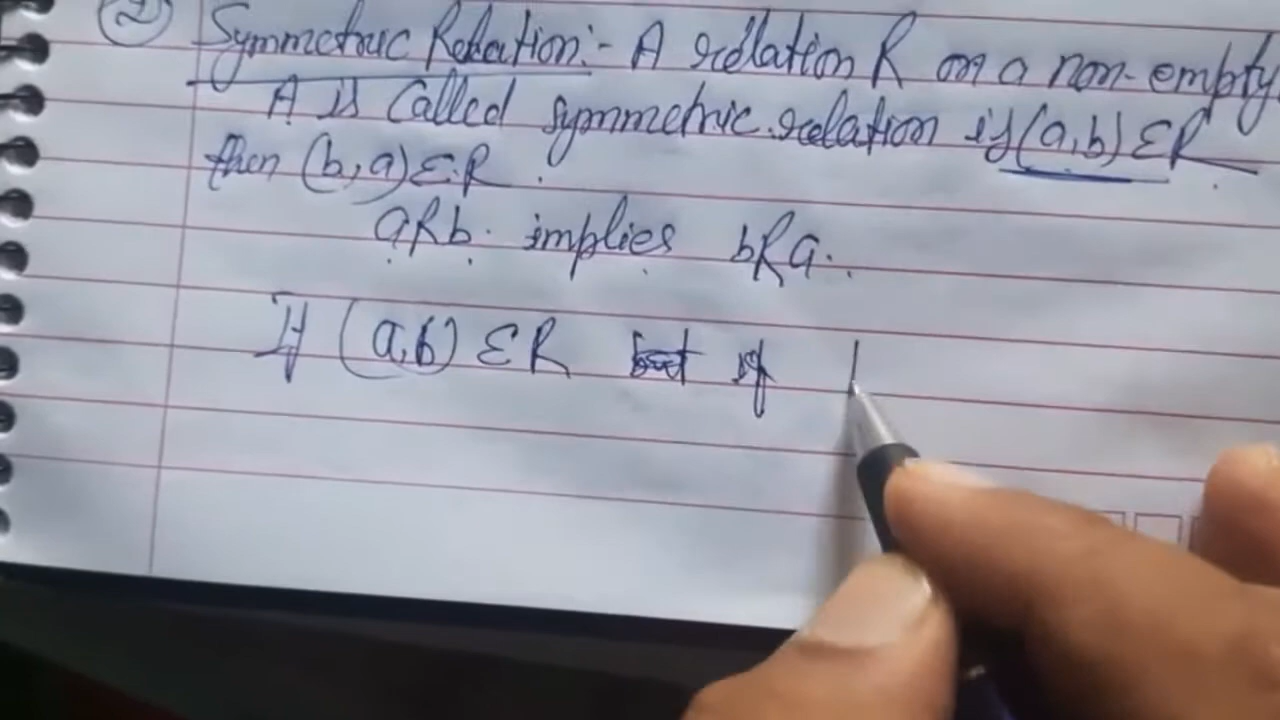 ② Symmetric Relation:- A relation R on a non-empty
A is called symmetric relation if (a,b) ∈ R
then (b,a) ∈ R.
aRb. implies bRa.
If (a,b) ∈ R but if